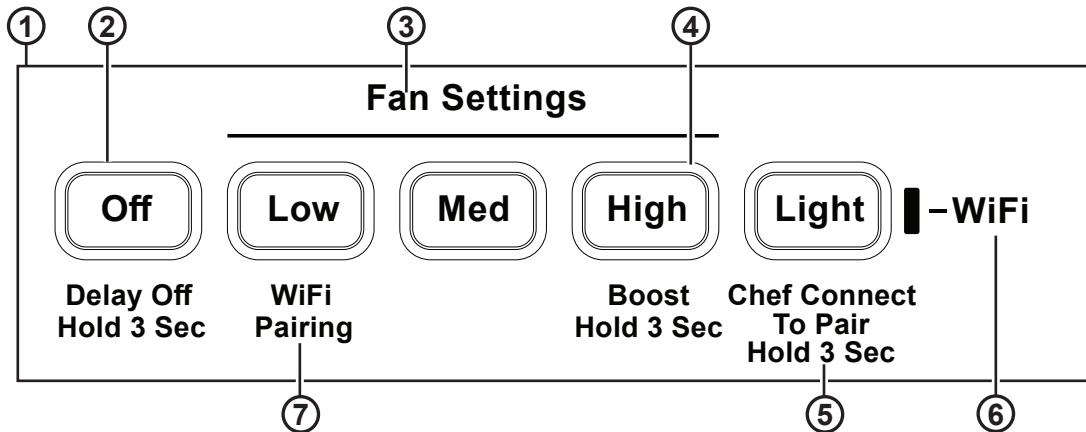 ① ② ③ ④
Fan Settings
Off Low Med High Light -WiFi
Delay Off
Hold 3 Sec
WiFi
Pairing
Boost
Hold 3 Sec
Chef Connect
To Pair
Hold 3 Sec
⑦ ⑤ ⑥